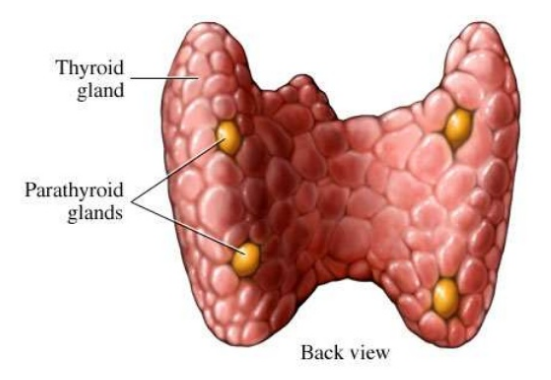 Thyroid
gland
Parathyroid
glands
Back view